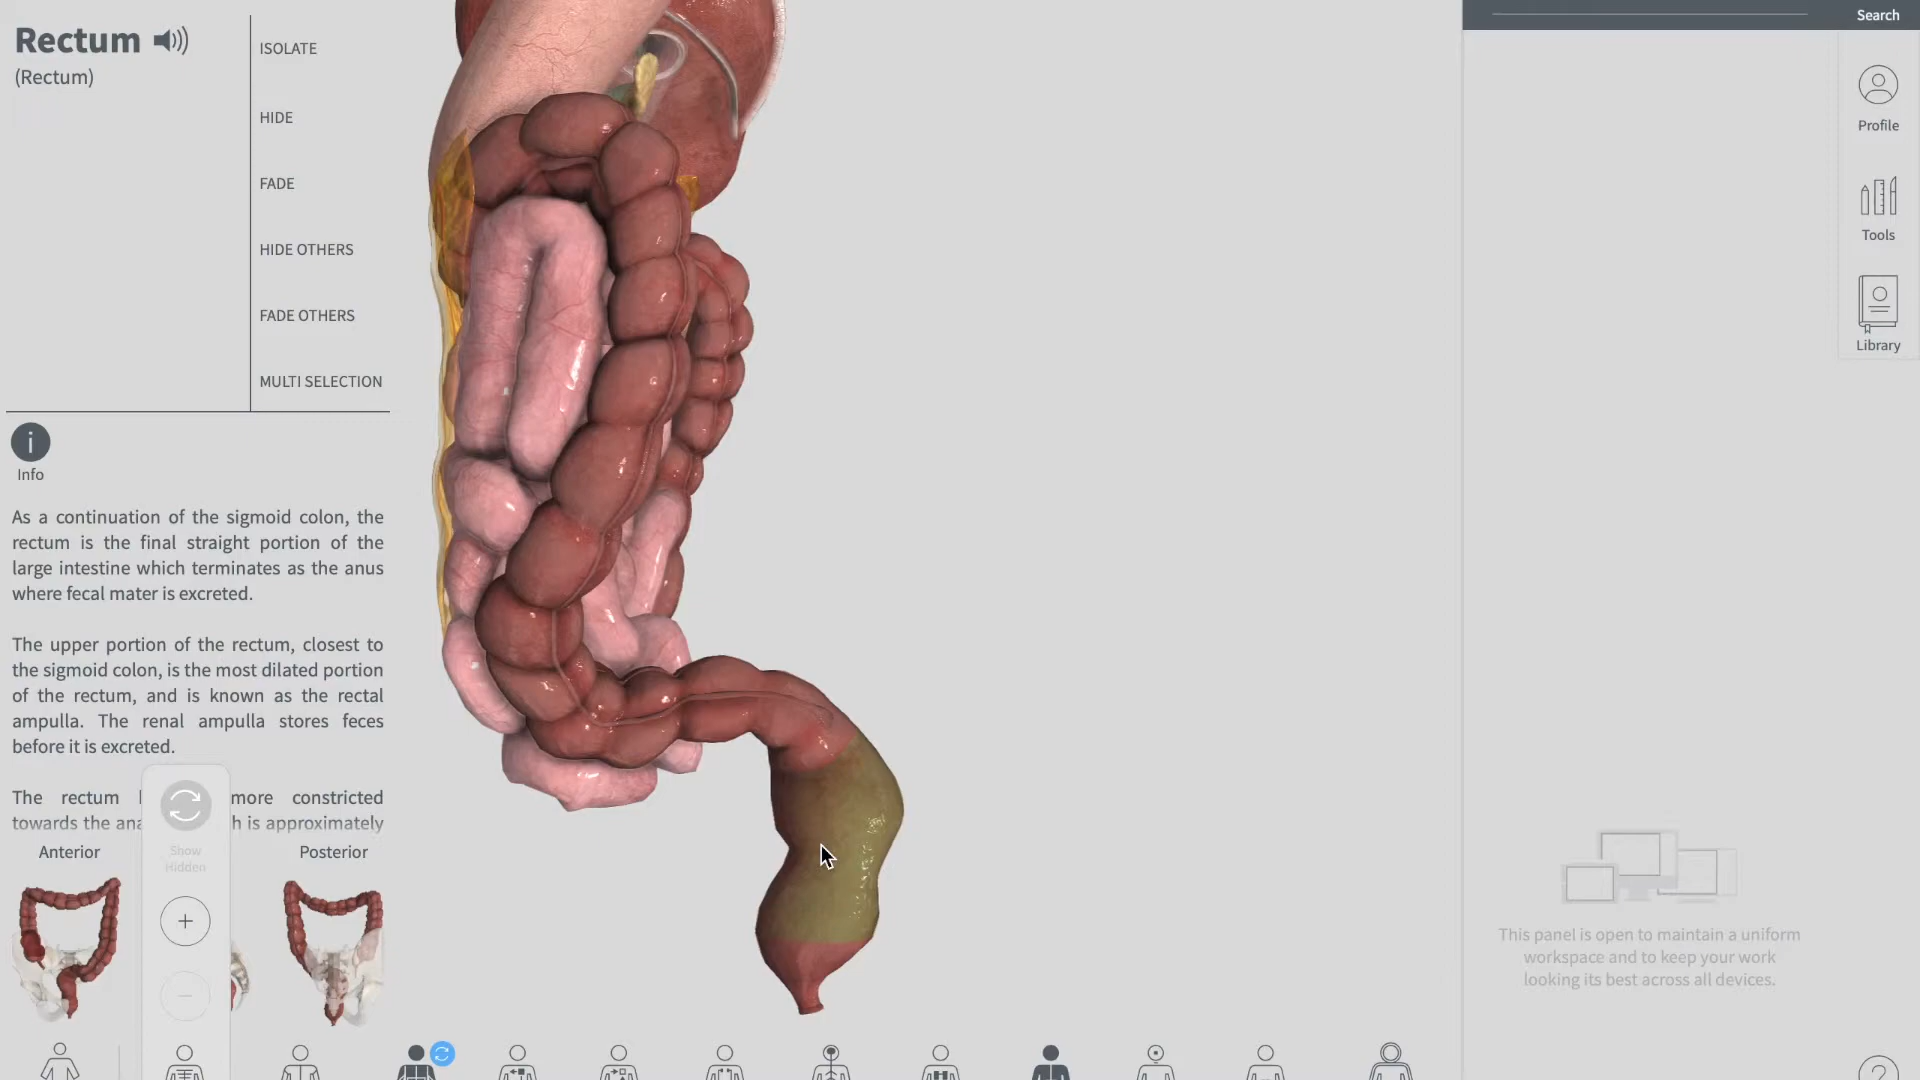 Rectum
(Rectum)
ISOLATE
HIDE
FADE
HIDE OTHERS
FADE OTHERS
MULTI SELECTION
Info
As a continuation of the sigmoid colon, the
rectum is the final straight portion of the
large intestine which terminates as the anus
where fecal mater is excreted.
The upper portion of the rectum, closest to
the sigmoid colon, is the most dilated portion
of the rectum, and is known as the rectal
ampulla. The renal ampulla stores feces
before it is excreted.
The rectum more constricted
towards the is approximately
Anterior
Show
Hidden
Posterior
Search
Profile
Tools
Library
This panel is open to maintain a uniform
workspace and to keep your work
looking its best across all devices.